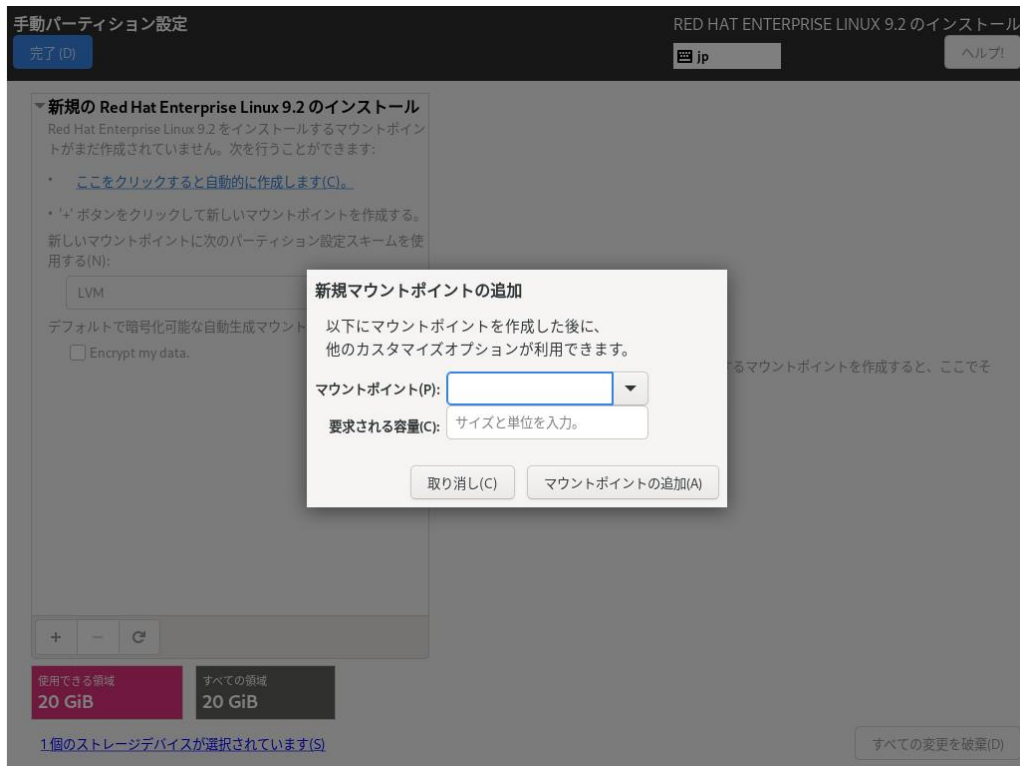 手動パーティション設定
RED HAT ENTERPRISE LINUX 9.2 のインストール
完了 (D)
jp
ヘルプ!
新規の Red Hat Enterprise Linux 9.2 のインストール
Red Hat Enterprise Linux 9.2 をインストールするマウントポイン
トがまだ作成されていません。次を行うことができます:
• ここをクリックすると自動的に作成します(C)。
• '+' ボタンをクリックして新しいマウントポイントを作成する。
新しいマウントポイントに次のパーティション設定スキームを使
用する(N):
LVM
デフォルトで暗号化可能な自動生成マウント
Encrypt my data.
新規マウントポイントの追加
以下にマウントポイントを作成した後に、
他のカスタマイズオプションが利用できます。
マウントポイント(P):
要求される容量(C): サイズと単位を入力。
取り消し(C) マウントポイントの追加(A)
るマウントポイントを作成すると、ここでそ
+ −
使用できる領域
20 GiB
すべての領域
20 GiB
1個のストレージデバイスが選択されています(S)
すべての変更を破棄(D)